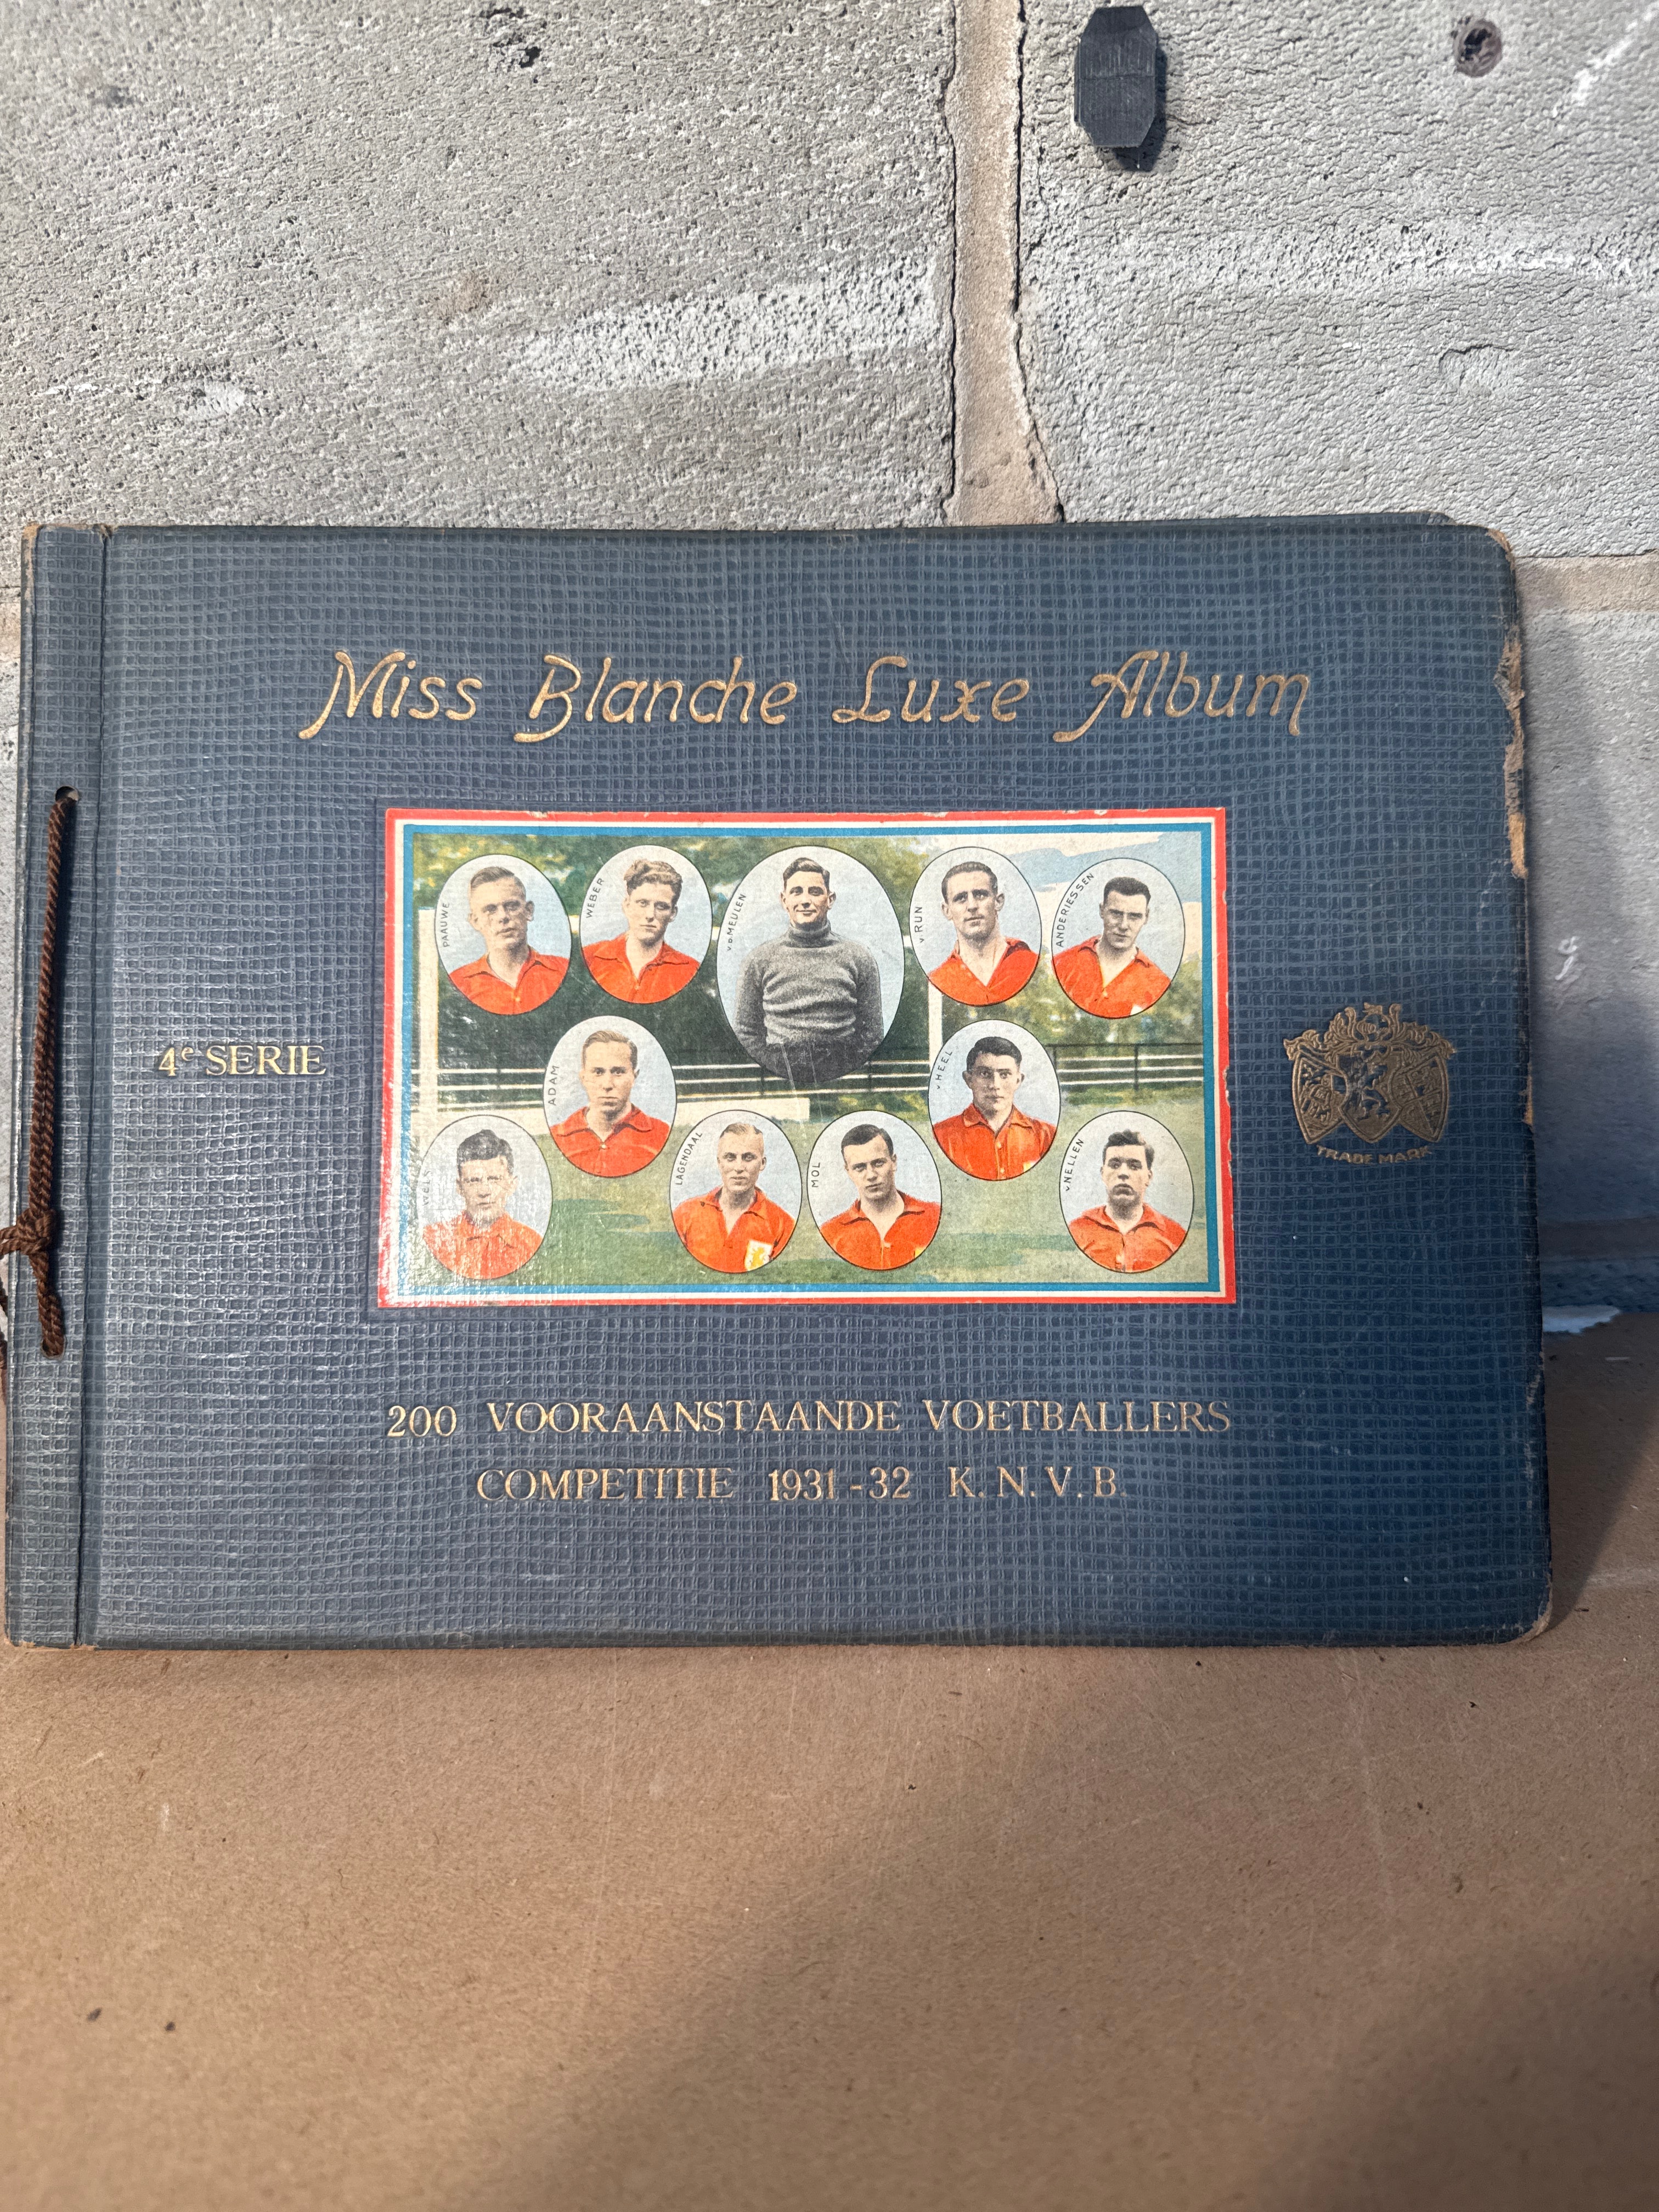 Miss Blanche Luxe Album
PAAUWE
WEBER
v.D.MEULEN
v RUN
ANDERIESSEN
4e SERIE
ADAM
v HEEL
WELS
LAGENDAAL
MOL
v NELLEN
TRADE MARK
200 VOORAANSTAANDE VOETBALLERS
COMPETITIE 1931-32 K. N. V. B.